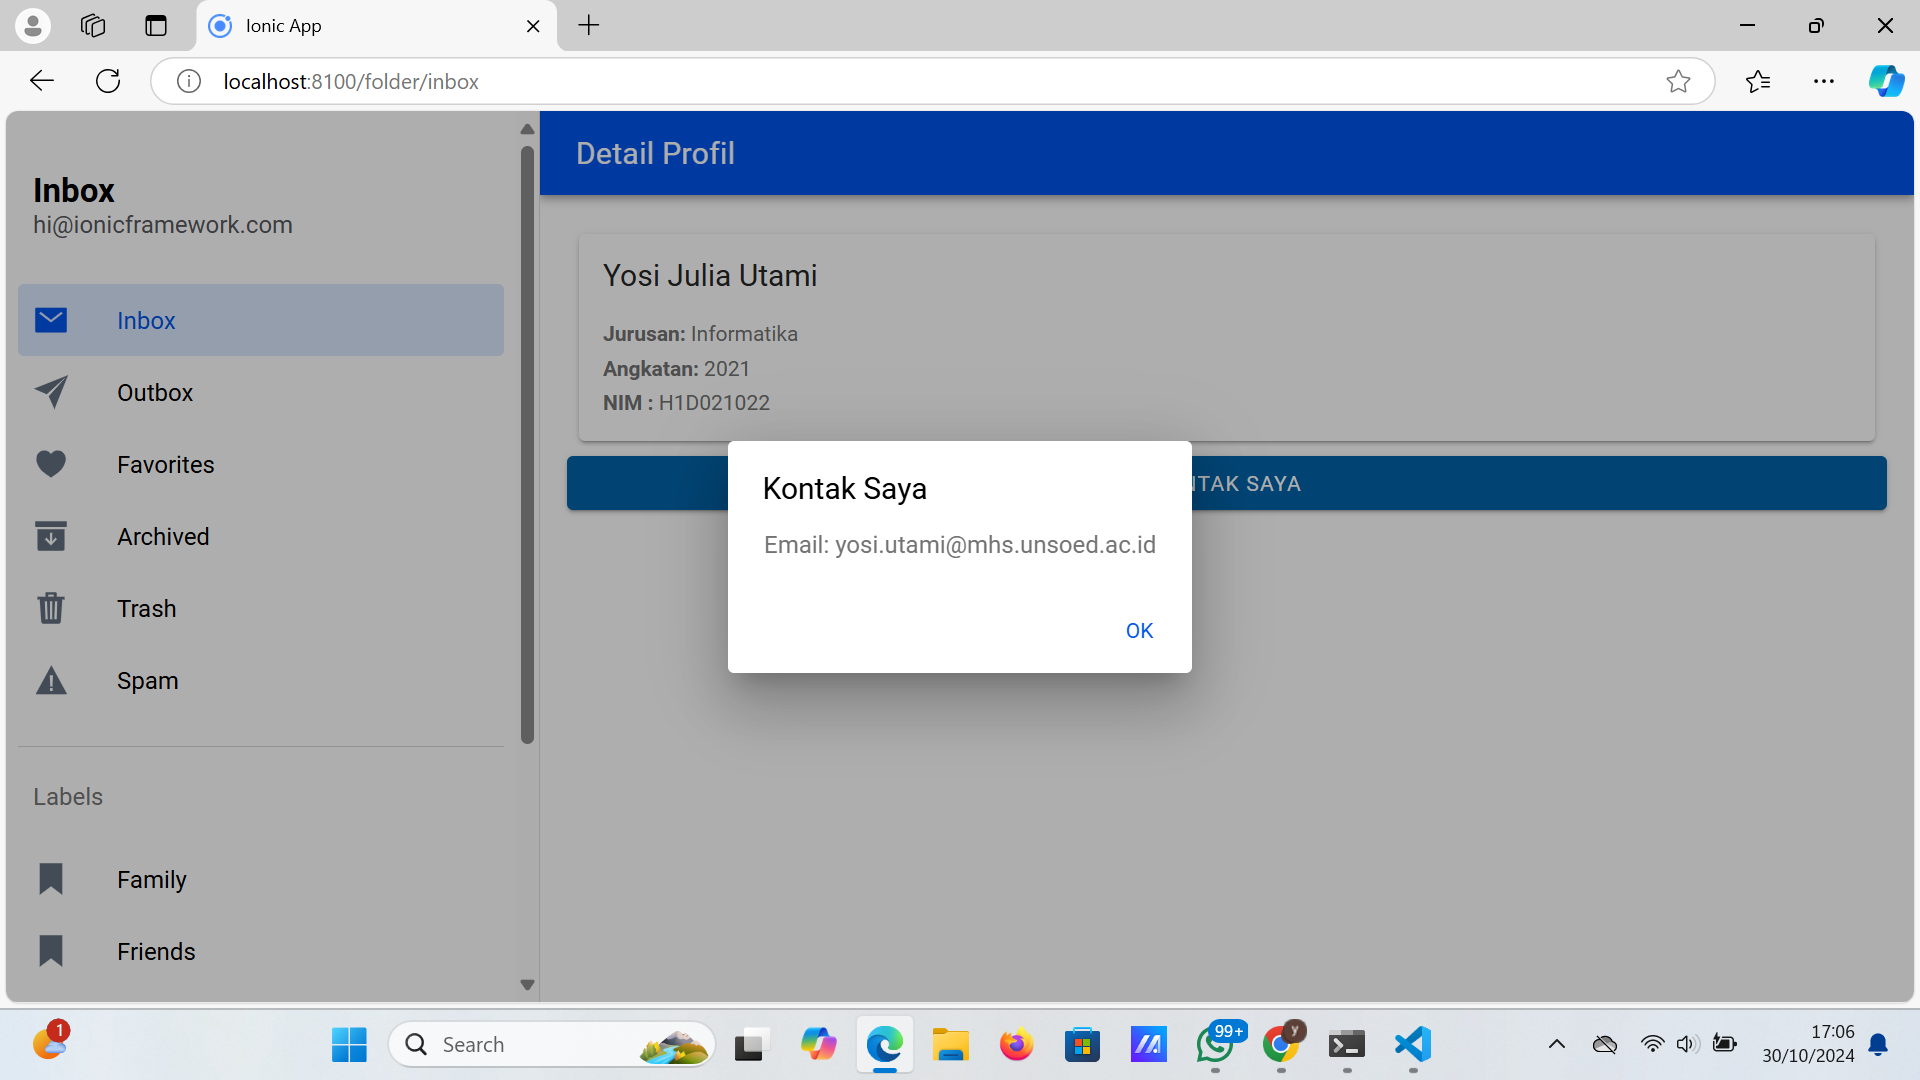 Ionic App
localhost:8100/folder/inbox
Inbox
hi@ionicframework.com
Inbox
Outbox
Favorites
Archived
Trash
Spam
Labels
Family
Friends
Detail Profil
Yosi Julia Utami
Jurusan: Informatika
Angkatan: 2021
NIM : H1D021022
NTAK SAYA
Kontak Saya
Email: yosi.utami@mhs.unsoed.ac.id
OK
1
Search
99+
y
17:06
30/10/2024